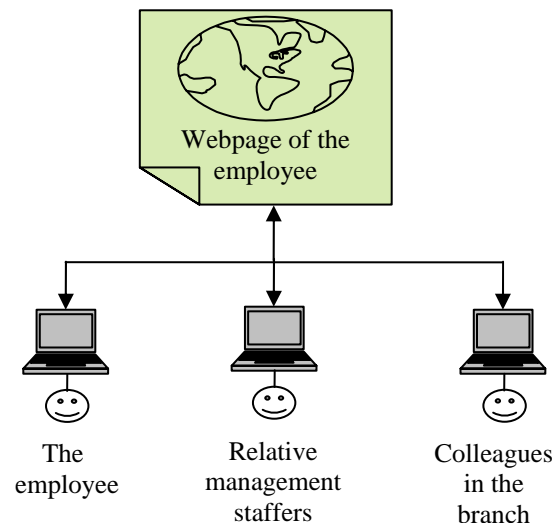 Webpage of the
employee
The
employee
Relative
management
staffers
Colleagues
in the
branch